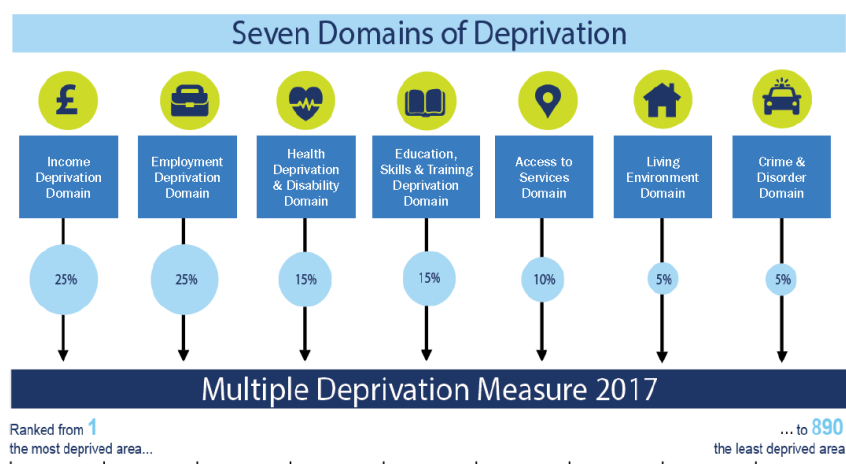 Seven Domains of Deprivation
£
Income
Deprivation
Domain
Employment
Deprivation
Domain
Health
Deprivation
& Disability
Domain
Education,
Skills & Training
Deprivation
Domain
Access to
Services
Domain
Living
Environment
Domain
Crime &
Disorder
Domain
25%
25%
15%
15%
10%
5%
5%
Multiple Deprivation Measure 2017
Ranked from 1
the most deprived area...
... to 890
the least deprived area